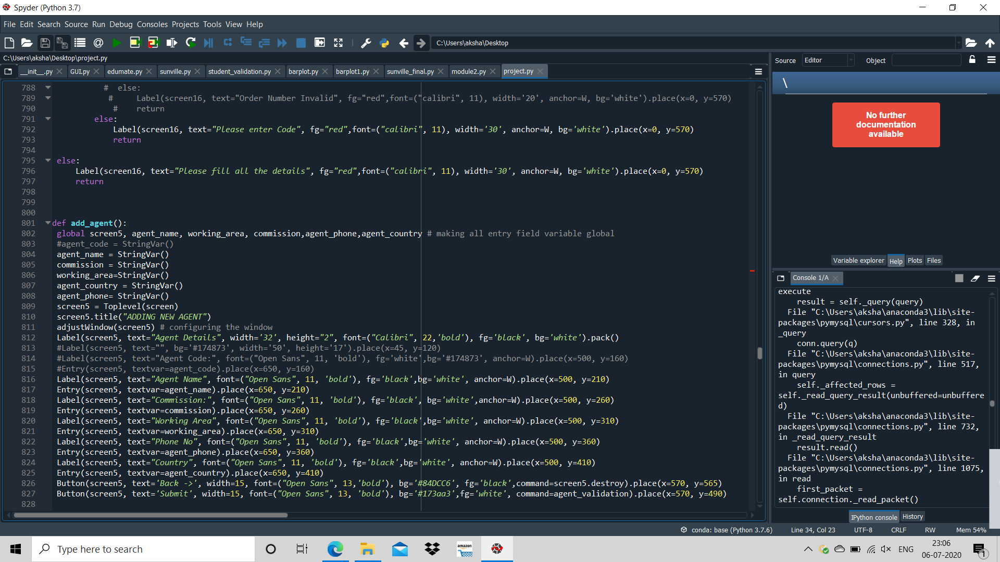 Spyder (Python 3.7)
File Edit Search Source Run Debug Consoles Projects Tools View Help
C:\Users\aksha\Desktop
C:\Users\aksha\Desktop\project.py
__init__.py GUI.py edumate.py sunville.py student_validation.py barplot.py barplot1.py sunville_final.py module2.py project.py
788 # else:
789 # Label(screen16, text="Order Number Invalid", fg="red",font=("calibri", 11), width='20', anchor=W, bg='white').place(x=0, y=570)
790 # return
791 else:
792 Label(screen16, text="Please enter Code", fg="red",font=("calibri", 11), width='30', anchor=W, bg='white').place(x=0, y=570)
793 return
794
795 else:
796 Label(screen16, text="Please fill all the details", fg="red",font=("calibri", 11), width='30', anchor=W, bg='white').place(x=0, y=570)
797 return
798
799
800
801 def add_agent():
802 global screen5, agent_name, working_area, commission,agent_phone,agent_country # making all entry field variable global
803 #agent_code = StringVar()
804 agent_name = StringVar()
805 commission = StringVar()
806 working_area=StringVar()
807 agent_country = StringVar()
808 agent_phone= StringVar()
809 screen5 = Toplevel(screen)
810 screen5.title("ADDING NEW AGENT")
811 adjustWindow(screen5) # configuring the window
812 Label(screen5, text="Agent Details", width='32', height="2", font=("Calibri", 22,'bold'), fg='black', bg='white').pack()
813 #Label(screen5, text="", bg='#174873', width='50', height='17').place(x=45, y=120)
814 #Label(screen5, text="Agent Code:", font=("Open Sans", 11, 'bold'), fg='white',bg='#174873', anchor=W).place(x=500, y=160)
815 #Entry(screen5, textvar=agent_code).place(x=650, y=160)
816 Label(screen5, text="Agent Name", font=("Open Sans", 11, 'bold'), fg='black',bg='white', anchor=W).place(x=500, y=210)
817 Entry(screen5, textvar=agent_name).place(x=650, y=210)
818 Label(screen5, text="Commission:", font=("Open Sans", 11, 'bold'), fg='black', bg='white',anchor=W).place(x=500, y=260)
819 Entry(screen5, textvar=commission).place(x=650, y=260)
820 Label(screen5, text="Working Area", font=("Open Sans", 11, 'bold'), fg='black',bg='white', anchor=W).place(x=500, y=310)
821 Entry(screen5, textvar=working_area).place(x=650, y=310)
822 Label(screen5, text="Phone No", font=("Open Sans", 11, 'bold'), fg='black',bg='white', anchor=W).place(x=500, y=360)
823 Entry(screen5, textvar=agent_phone).place(x=650, y=360)
824 Label(screen5, text="Country", font=("Open Sans", 11, 'bold'), fg='black',bg='white', anchor=W).place(x=500, y=410)
825 Entry(screen5, textvar=agent_country).place(x=650, y=410)
826 Button(screen5, text='Back ->', width=15, font=("Open Sans", 13,'bold'), bg='#84DCC6', fg='black',command=screen5.destroy).place(x=570, y=565)
827 Button(screen5, text='Submit', width=15, font=("Open Sans", 13, 'bold'), bg='#173aa3',fg='white', command=agent_validation).place(x=570, y=490)
828
Source Editor Object
\
No further
documentation
available
Variable explorer Help Plots Files
Console 1/A
execute
result = self._query(query)
File "C:\Users\aksha\anaconda3\lib\site-
packages\pymysql\cursors.py", line 328, in
_query
conn.query(q)
File "C:\Users\aksha\anaconda3\lib\site-
packages\pymysql\connections.py", line 517,
in query
self._affected_rows =
self._read_query_result(unbuffered=unbuffere
d)
File "C:\Users\aksha\anaconda3\lib\site-
packages\pymysql\connections.py", line 732,
in _read_query_result
result.read()
File "C:\Users\aksha\anaconda3\lib\site-
packages\pymysql\connections.py", line 1075,
in read
first_packet =
self.connection._read_packet()
IPython console History
conda: base (Python 3.7.6) Line 34, Col 23 UTF-8 CRLF RW Mem 54%
Type here to search
amazon
ENG
23:06
06-07-2020
1